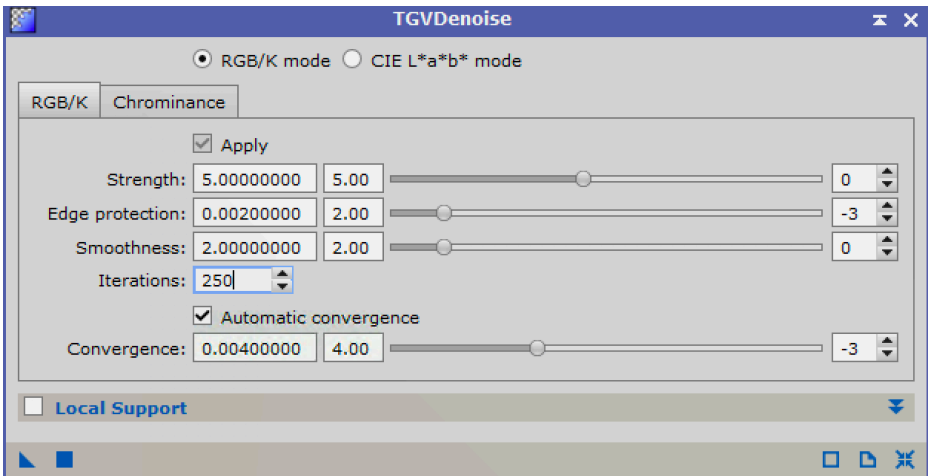 TGVDenoise
RGB/K mode CIE L*a*b* mode
RGB/K Chrominance
Apply
Strength: 5.00000000 5.00 0
Edge protection: 0.00200000 2.00 -3
Smoothness: 2.00000000 2.00 0
Iterations: 250
Automatic convergence
Convergence: 0.00400000 4.00 -3
Local Support